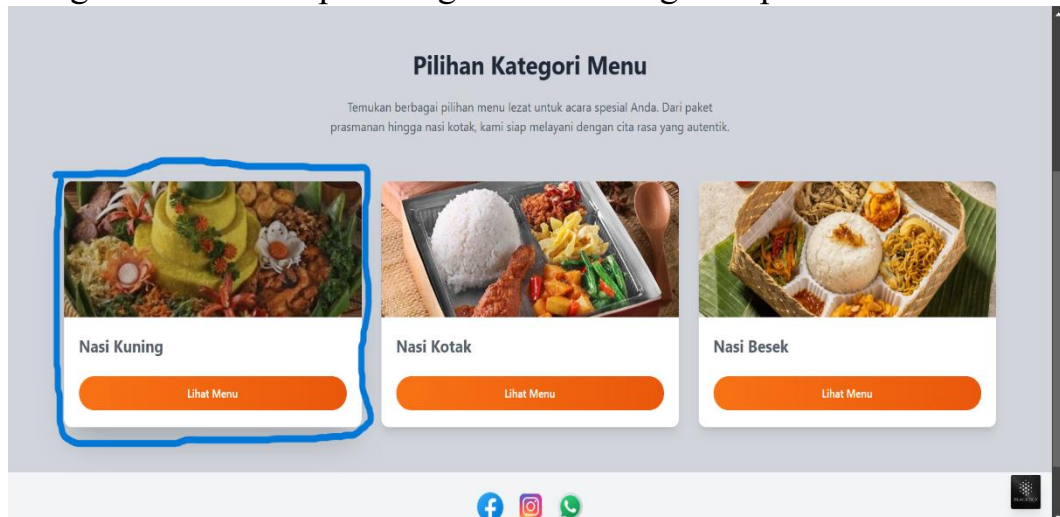 Pilihan Kategori Menu
Temukan berbagai pilihan menu lezat untuk acara spesial Anda. Dari paket
prasmanan hingga nasi kotak, kami siap melayani dengan cita rasa yang autentik.
Nasi Kuning
Lihat Menu
Nasi Kotak
Lihat Menu
Nasi Besek
Lihat Menu